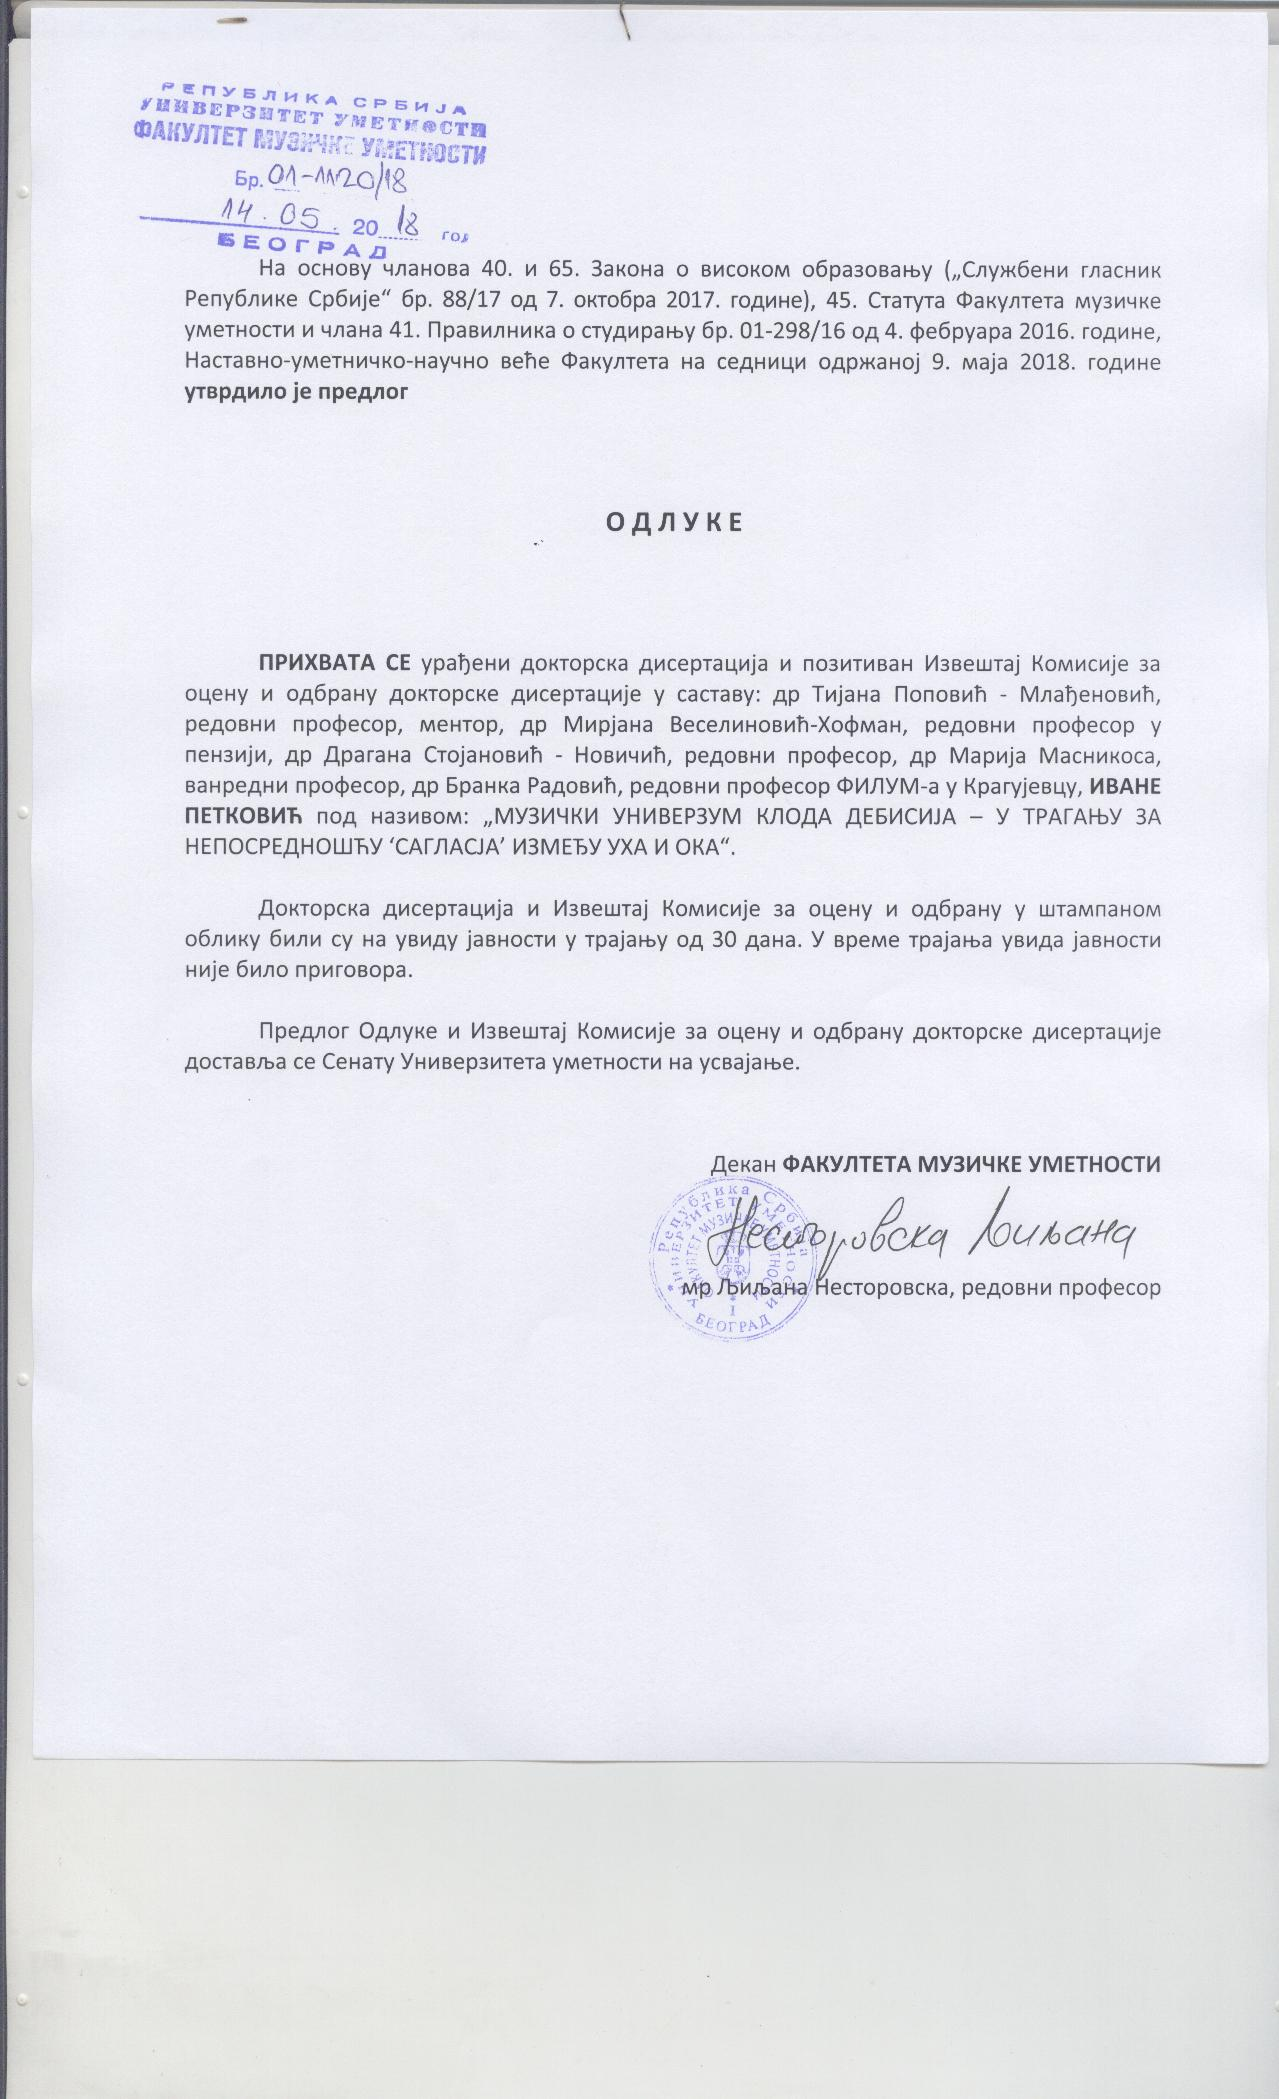 РЕПУБЛИКА СРБИЈА
УНИВЕРЗИТЕТ УМЕТНОСТИ
ФАКУЛТЕТ МУЗИЧКЕ УМЕТНОСТИ
Бр. 01-1120/18
14. 05. 2018 год
БЕОГРАД
На основу чланова 40. и 65. Закона о високом образовању („Службени гласник
Републике Србије“ бр. 88/17 од 7. октобра 2017. године), 45. Статута Факултета музичке
уметности и члана 41. Правилника о студирању бр. 01-298/16 од 4. фебруара 2016. године,
Наставно-уметничко-научно веће Факултета на седници одржаној 9. маја 2018. године
утврдило је предлог
О Д Л У К Е
ПРИХВАТА СЕ урађени докторска дисертација и позитиван Извештај Комисије за
оцену и одбрану докторске дисертације у саставу: др Тијана Поповић - Млађеновић,
редовни професор, ментор, др Мирјана Веселиновић-Хофман, редовни професор у
пензији, др Драгана Стојановић - Новичић, редовни професор, др Марија Масникоса,
ванредни професор, др Бранка Радовић, редовни професор ФИЛУМ-а у Крагујевцу, ИВАНЕ
ПЕТКОВИЋ под називом: „МУЗИЧКИ УНИВЕРЗУМ КЛОДА ДЕБИСИЈА – У ТРАГАЊУ ЗА
НЕПОСРЕДНОШЋУ ‘САГЛАСЈА’ ИЗМЕЂУ УХА И ОКА“.
Докторска дисертација и Извештај Комисије за оцену и одбрану у штампаном
облику били су на увиду јавности у трајању од 30 дана. У време трајања увида јавности
није било приговора.
Предлог Одлуке и Извештај Комисије за оцену и одбрану докторске дисертације
доставља се Сенату Универзитета уметности на усвајање.
Декан ФАКУЛТЕТА МУЗИЧКЕ УМЕТНОСТИ
Несторовска Љиљана
мр Љиљана Несторовска, редовни професор
Република Србија
УНИВЕРЗИТЕТ УМЕТНОСТИ У
ФАКУЛТЕТ МУЗИЧКЕ УМЕТНОСТИ
I
БЕОГРАД